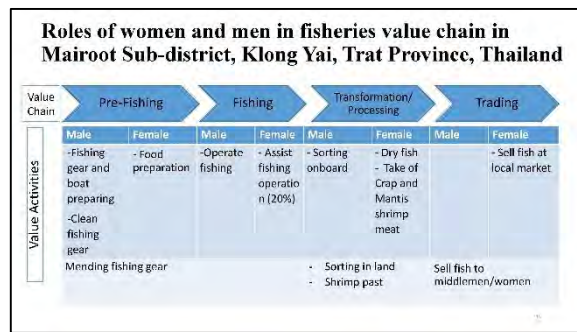 Roles of women and men in fisheries value chain in
Mairoot Sub-district, Klong Yai, Trat Province, Thailand
Value
Chain
Pre-Fishing
Fishing
Transformation/
Processing
Trading
Value Activities
Male
Female
Male
Female
Male
Female
Male
Female
-Fishing
gear and
boat
preparing
-Clean
fishing
gear
- Food
preparation
-Operate
fishing
- Assist
fishing
operatio
n (20%)
- Sorting
onboard
- Dry fish
- Take of
Crap and
Mantis
shrimp
meat
- Sell fish at
local market
Mending fishing gear
- Sorting in land
- Shrimp past
Sell fish to
middlemen/women